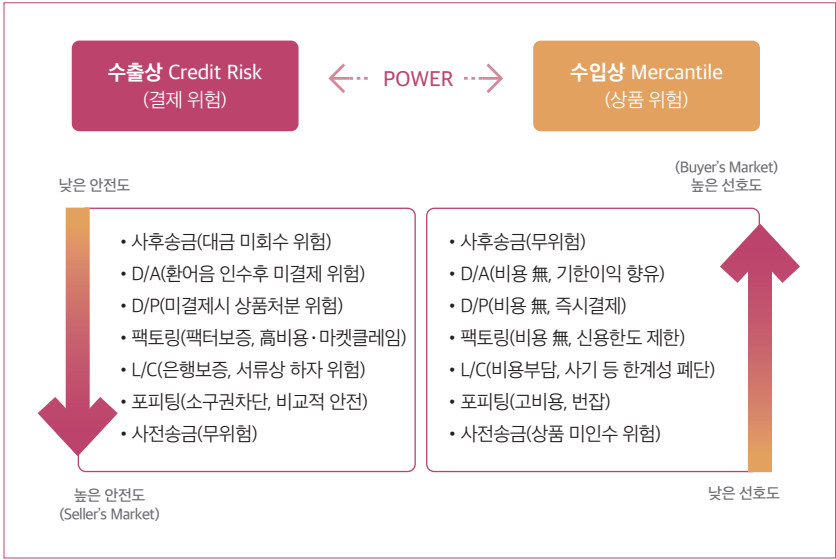 수출상 Credit Risk
(결제 위험)
POWER
수입상 Mercantile
(상품 위험)
낮은 안전도
(Buyer's Market)
높은 선호도
• 사후송금(대금 미회수 위험)
• D/A(환어음 인수후 미결제 위험)
• D/P(미결제시 상품처분 위험)
• 팩토링(팩터보증, 高비용·마켓클레임)
• L/C(은행보증, 서류상 하자 위험)
• 포피팅(소구권차단, 비교적 안전)
• 사전송금(무위험)
• 사후송금(무위험)
• D/A(비용 無, 기한이익 향유)
• D/P(비용 無, 즉시결제)
• 팩토링(비용 無, 신용한도 제한)
• L/C(비용부담, 사기 등 한계성 폐단)
• 포피팅(고비용, 번잡)
• 사전송금(상품 미인수 위험)
높은 안전도
(Seller's Market)
낮은 선호도